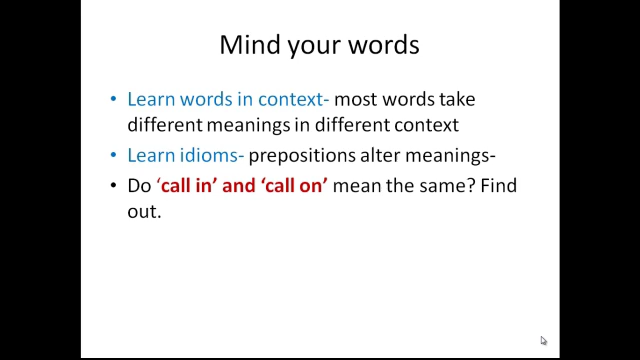 Mind your words
• Learn words in context- most words take
different meanings in different context
• Learn idioms- prepositions alter meanings-
• Do ‘call in’ and ‘call on’ mean the same? Find
out.